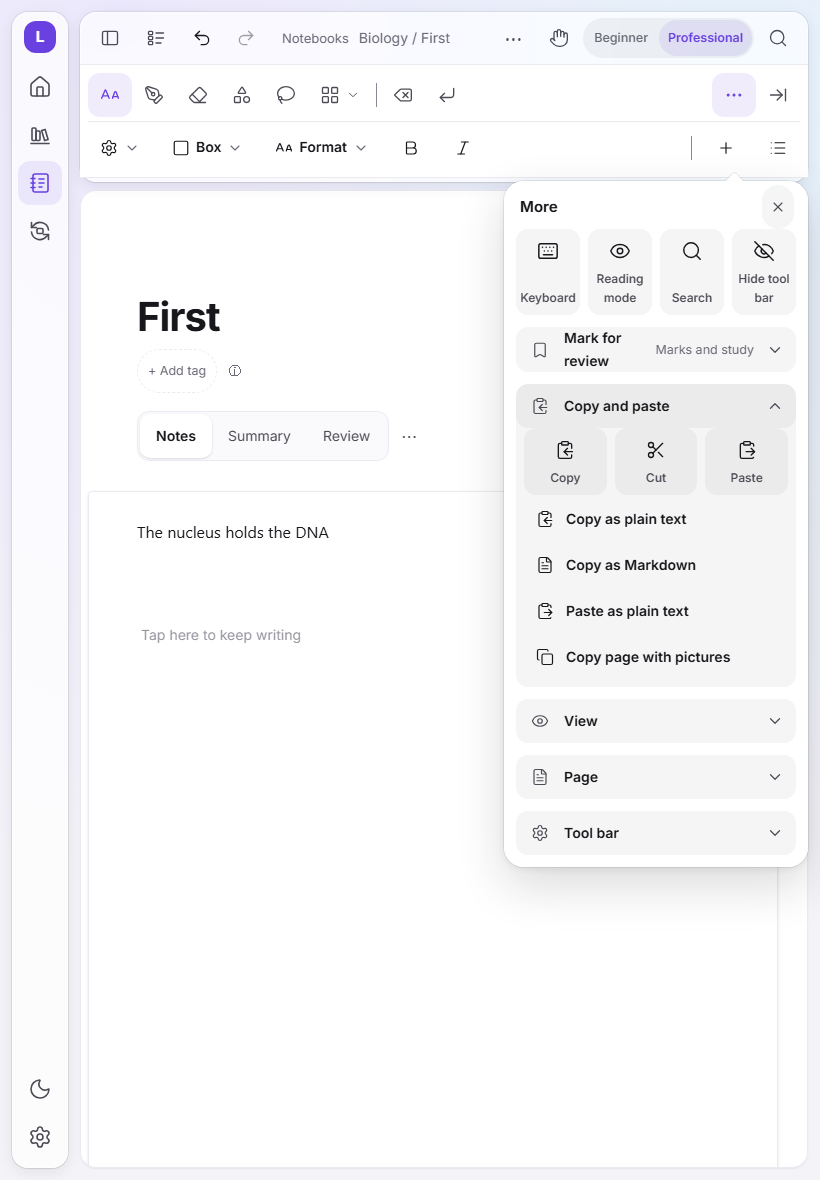 L
Notebooks Biology / First
Beginner Professional
AA
Box
AA Format
B I
More
Keyboard
Reading mode
Search
Hide tool bar
Mark for review
Marks and study
Copy and paste
Copy Cut Paste
Copy as plain text
Copy as Markdown
Paste as plain text
Copy page with pictures
View
Page
Tool bar
First
+ Add tag
Notes Summary Review
The nucleus holds the DNA
Tap here to keep writing